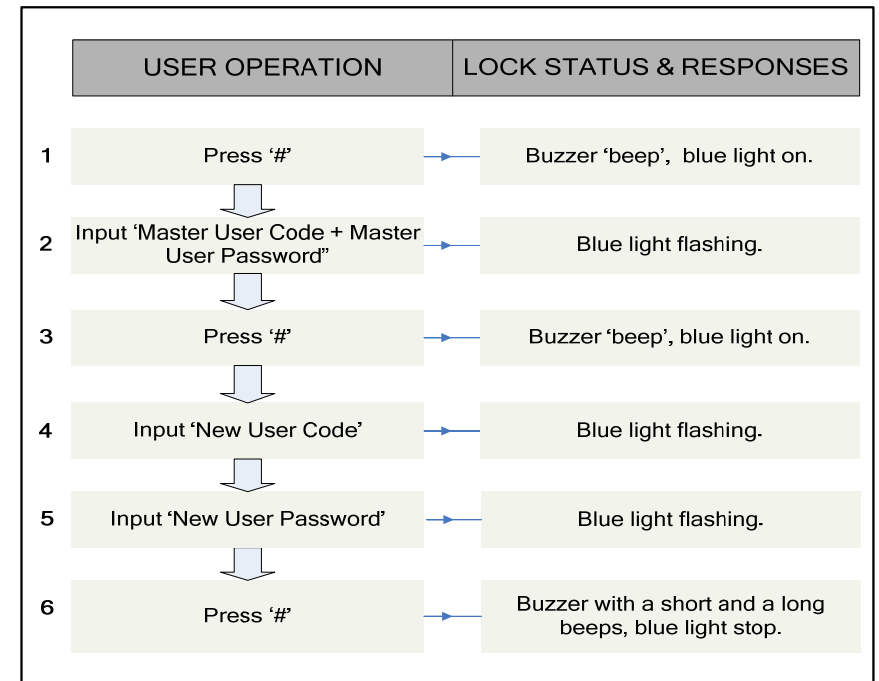 USER OPERATION LOCK STATUS & RESPONSES
1 Press ‘#’ Buzzer ‘beep’, blue light on.
2 Input ‘Master User Code + Master
User Password” Blue light flashing.
3 Press ‘#’ Buzzer ‘beep’, blue light on.
4 Input ‘New User Code’ Blue light flashing.
5 Input ‘New User Password’ Blue light flashing.
6 Press ‘#’ Buzzer with a short and a long
beeps, blue light stop.